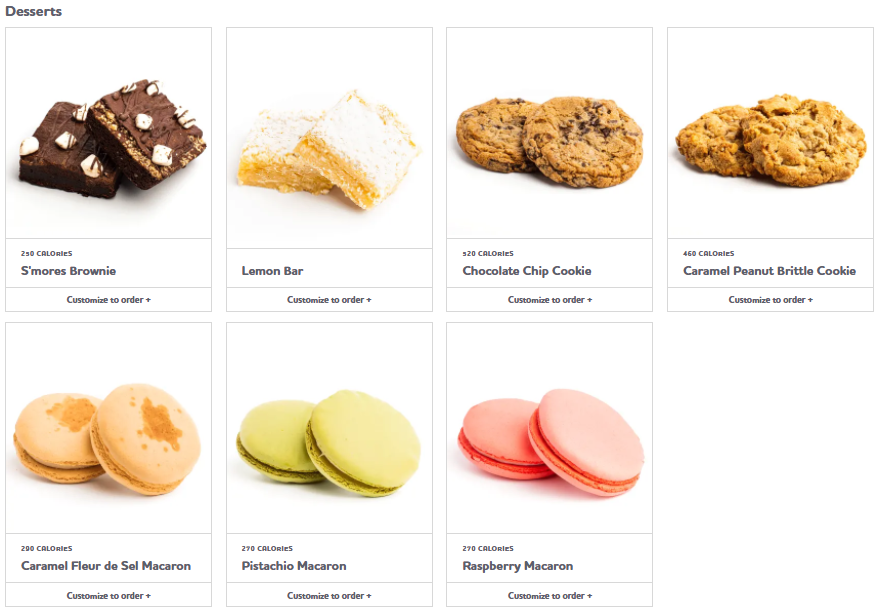 Desserts
250 CALORIES
S'mores Brownie
Customize to order +
Lemon Bar
Customize to order +
520 CALORIES
Chocolate Chip Cookie
Customize to order +
460 CALORIES
Caramel Peanut Brittle Cookie
Customize to order +
280 CALORIES
Caramel Fleur de Sel Macaron
Customize to order +
270 CALORIES
Pistachio Macaron
Customize to order +
270 CALORIES
Raspberry Macaron
Customize to order +